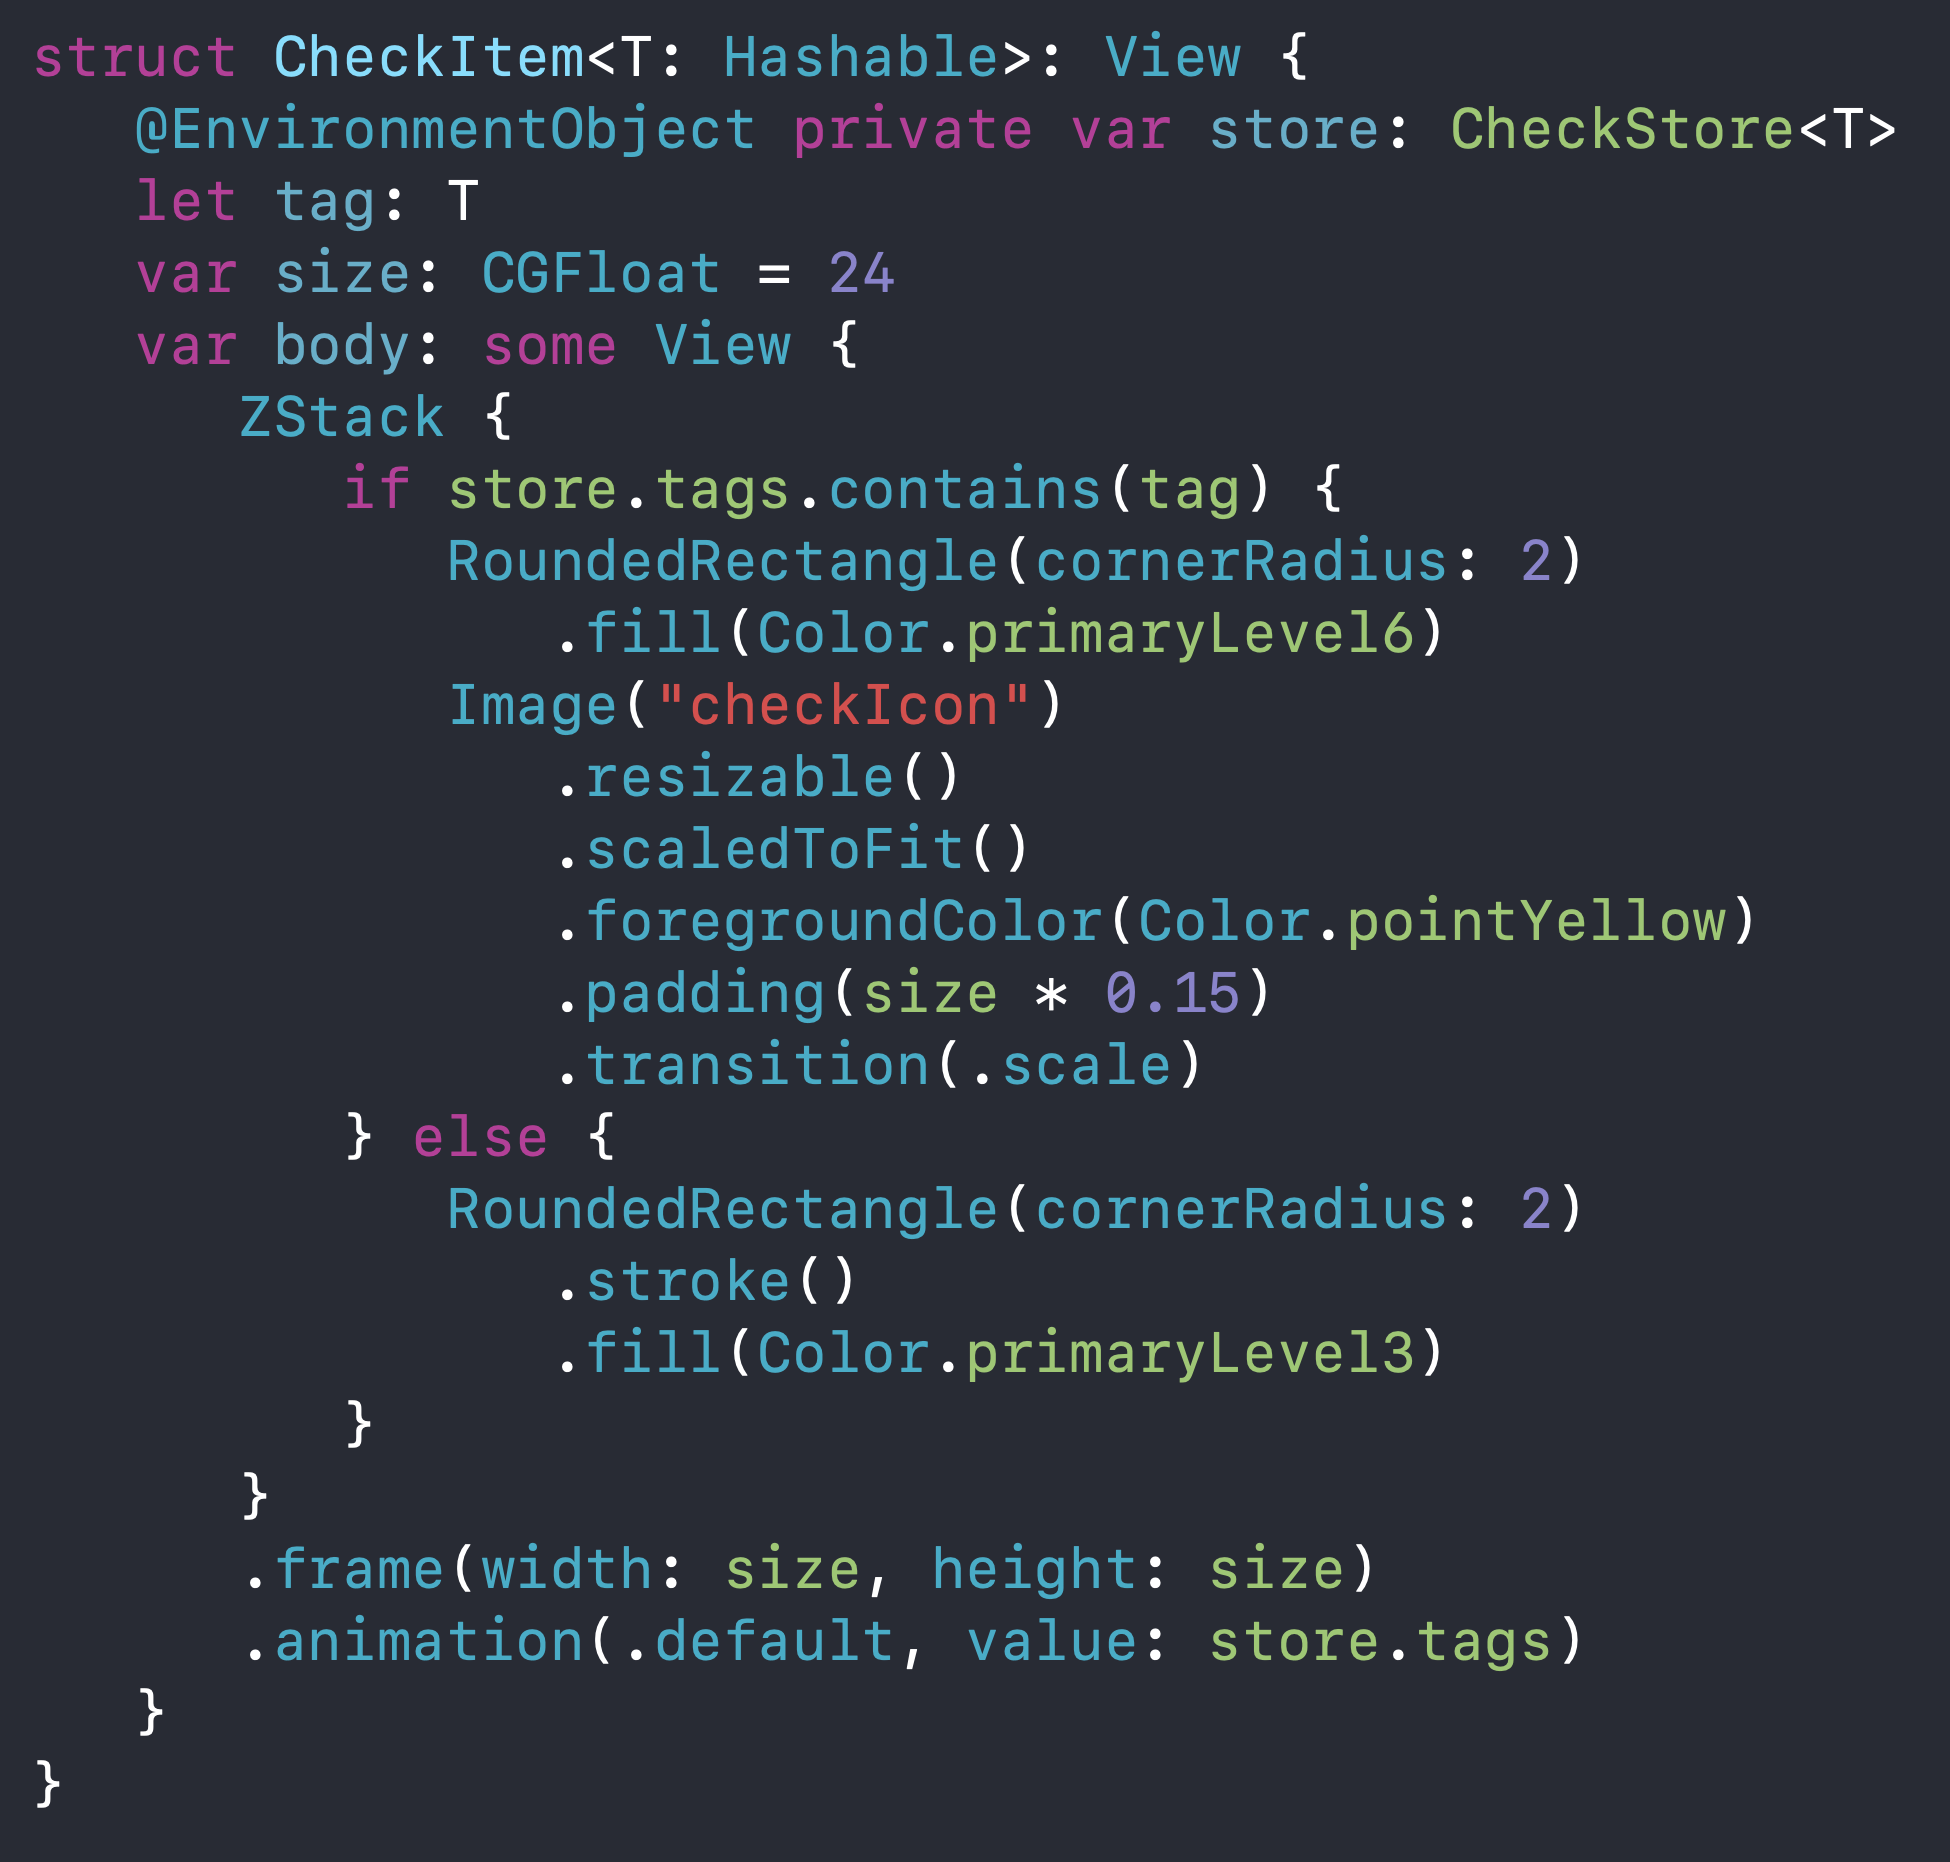 struct CheckItem<T: Hashable>: View {
   @EnvironmentObject private var store: CheckStore<T>
   let tag: T
   var size: CGFloat = 24
   var body: some View {
      ZStack {
         if store.tags.contains(tag) {
            RoundedRectangle(cornerRadius: 2)
               .fill(Color.primaryLevel6)
            Image("checkIcon")
               .resizable()
               .scaledToFit()
               .foregroundColor(Color.pointYellow)
               .padding(size * 0.15)
               .transition(.scale)
         } else {
            RoundedRectangle(cornerRadius: 2)
               .stroke()
               .fill(Color.primaryLevel3)
         }
      }
      .frame(width: size, height: size)
      .animation(.default, value: store.tags)
   }
}